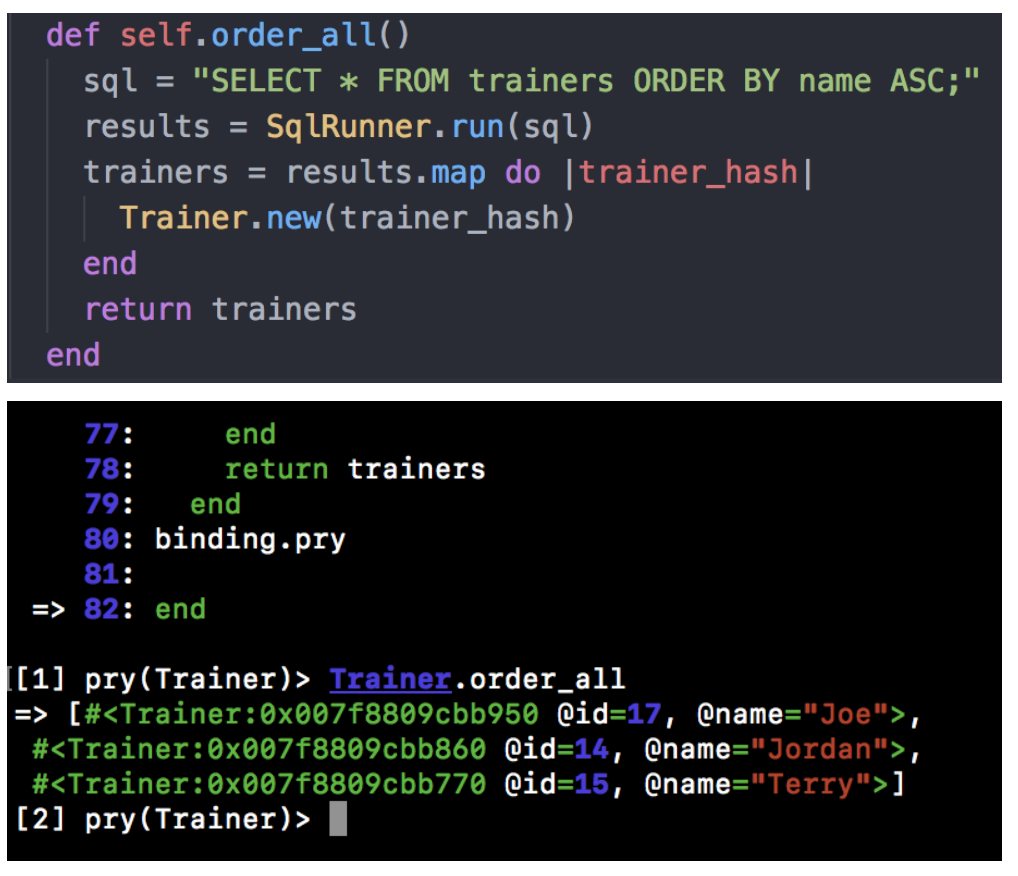 def self.order_all()
sql = "SELECT * FROM trainers ORDER BY name ASC;"
results = SqlRunner.run(sql)
trainers = results.map do |trainer_hash|
Trainer.new(trainer_hash)
end
return trainers
end
77: end
78: return trainers
79: end
80: binding.pry
81:
=> 82: end
[[1] pry(Trainer)> Trainer.order_all
=> [#<Trainer:0x007f8809cbb950 @id=17, @name="Joe">,
#<Trainer:0x007f8809cbb860 @id=14, @name="Jordan">,
#<Trainer:0x007f8809cbb770 @id=15, @name="Terry">]
[2] pry(Trainer)>